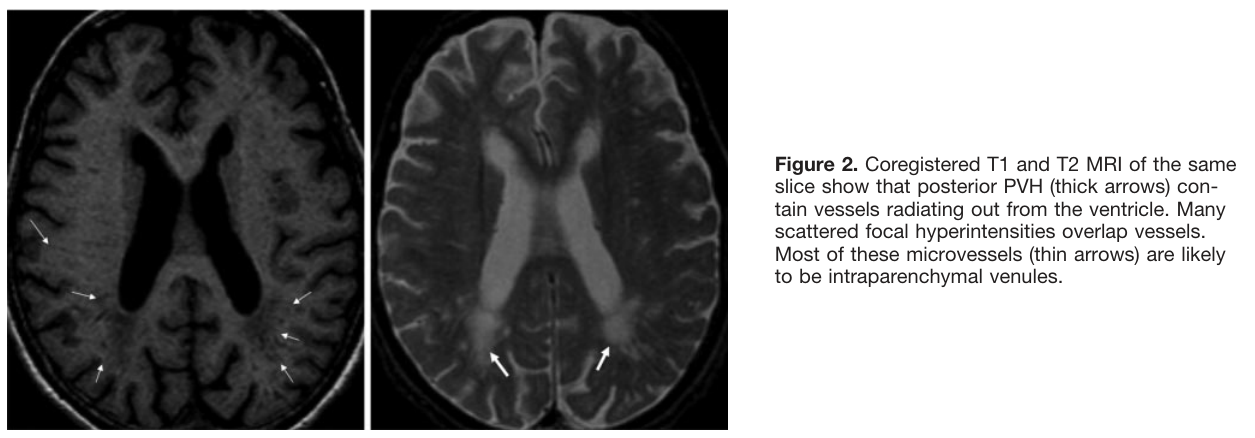 Figure 2. Coregistered T1 and T2 MRI of the same
slice show that posterior PVH (thick arrows) con-
tain vessels radiating out from the ventricle. Many
scattered focal hyperintensities overlap vessels.
Most of these microvessels (thin arrows) are likely
to be intraparenchymal venules.